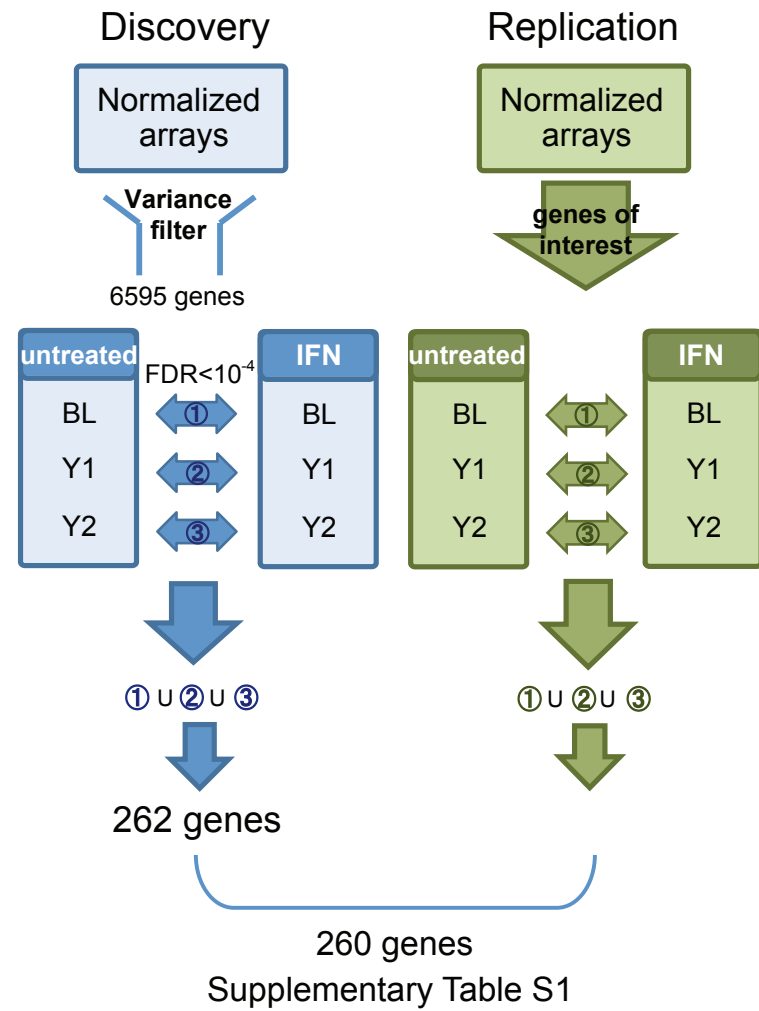 Discovery
Normalized
arrays
Variance
filter
6595 genes
untreated
FDR<10⁻⁴
IFN
BL
①
BL
Y1
②
Y1
Y2
③
Y2
① U ② U ③
262 genes
Replication
Normalized
arrays
genes of
interest
untreated
IFN
BL
①
BL
Y1
②
Y1
Y2
③
Y2
① U ② U ③
260 genes
Supplementary Table S1